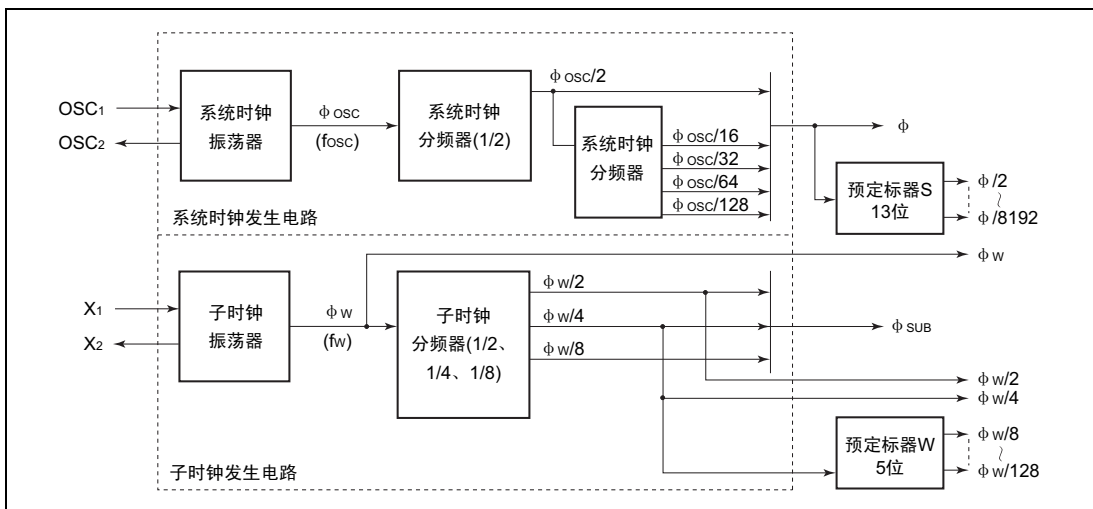 OSC1
OSC2
系统时钟
振荡器
φosc
(fosc)
系统时钟
分频器(1/2)
φosc/2
系统时钟
分频器
φosc/16
φosc/32
φosc/64
φosc/128
φ
预定标器S
13位
φ/2
~
φ/8192
系统时钟发生电路
X1
X2
子时钟
振荡器
φw
(fw)
子时钟
分频器(1/2、
1/4、1/8)
φw/2
φw/4
φw/8
φw
φSUB
φw/2
φw/4
预定标器W
5位
φw/8
~
φw/128
子时钟发生电路